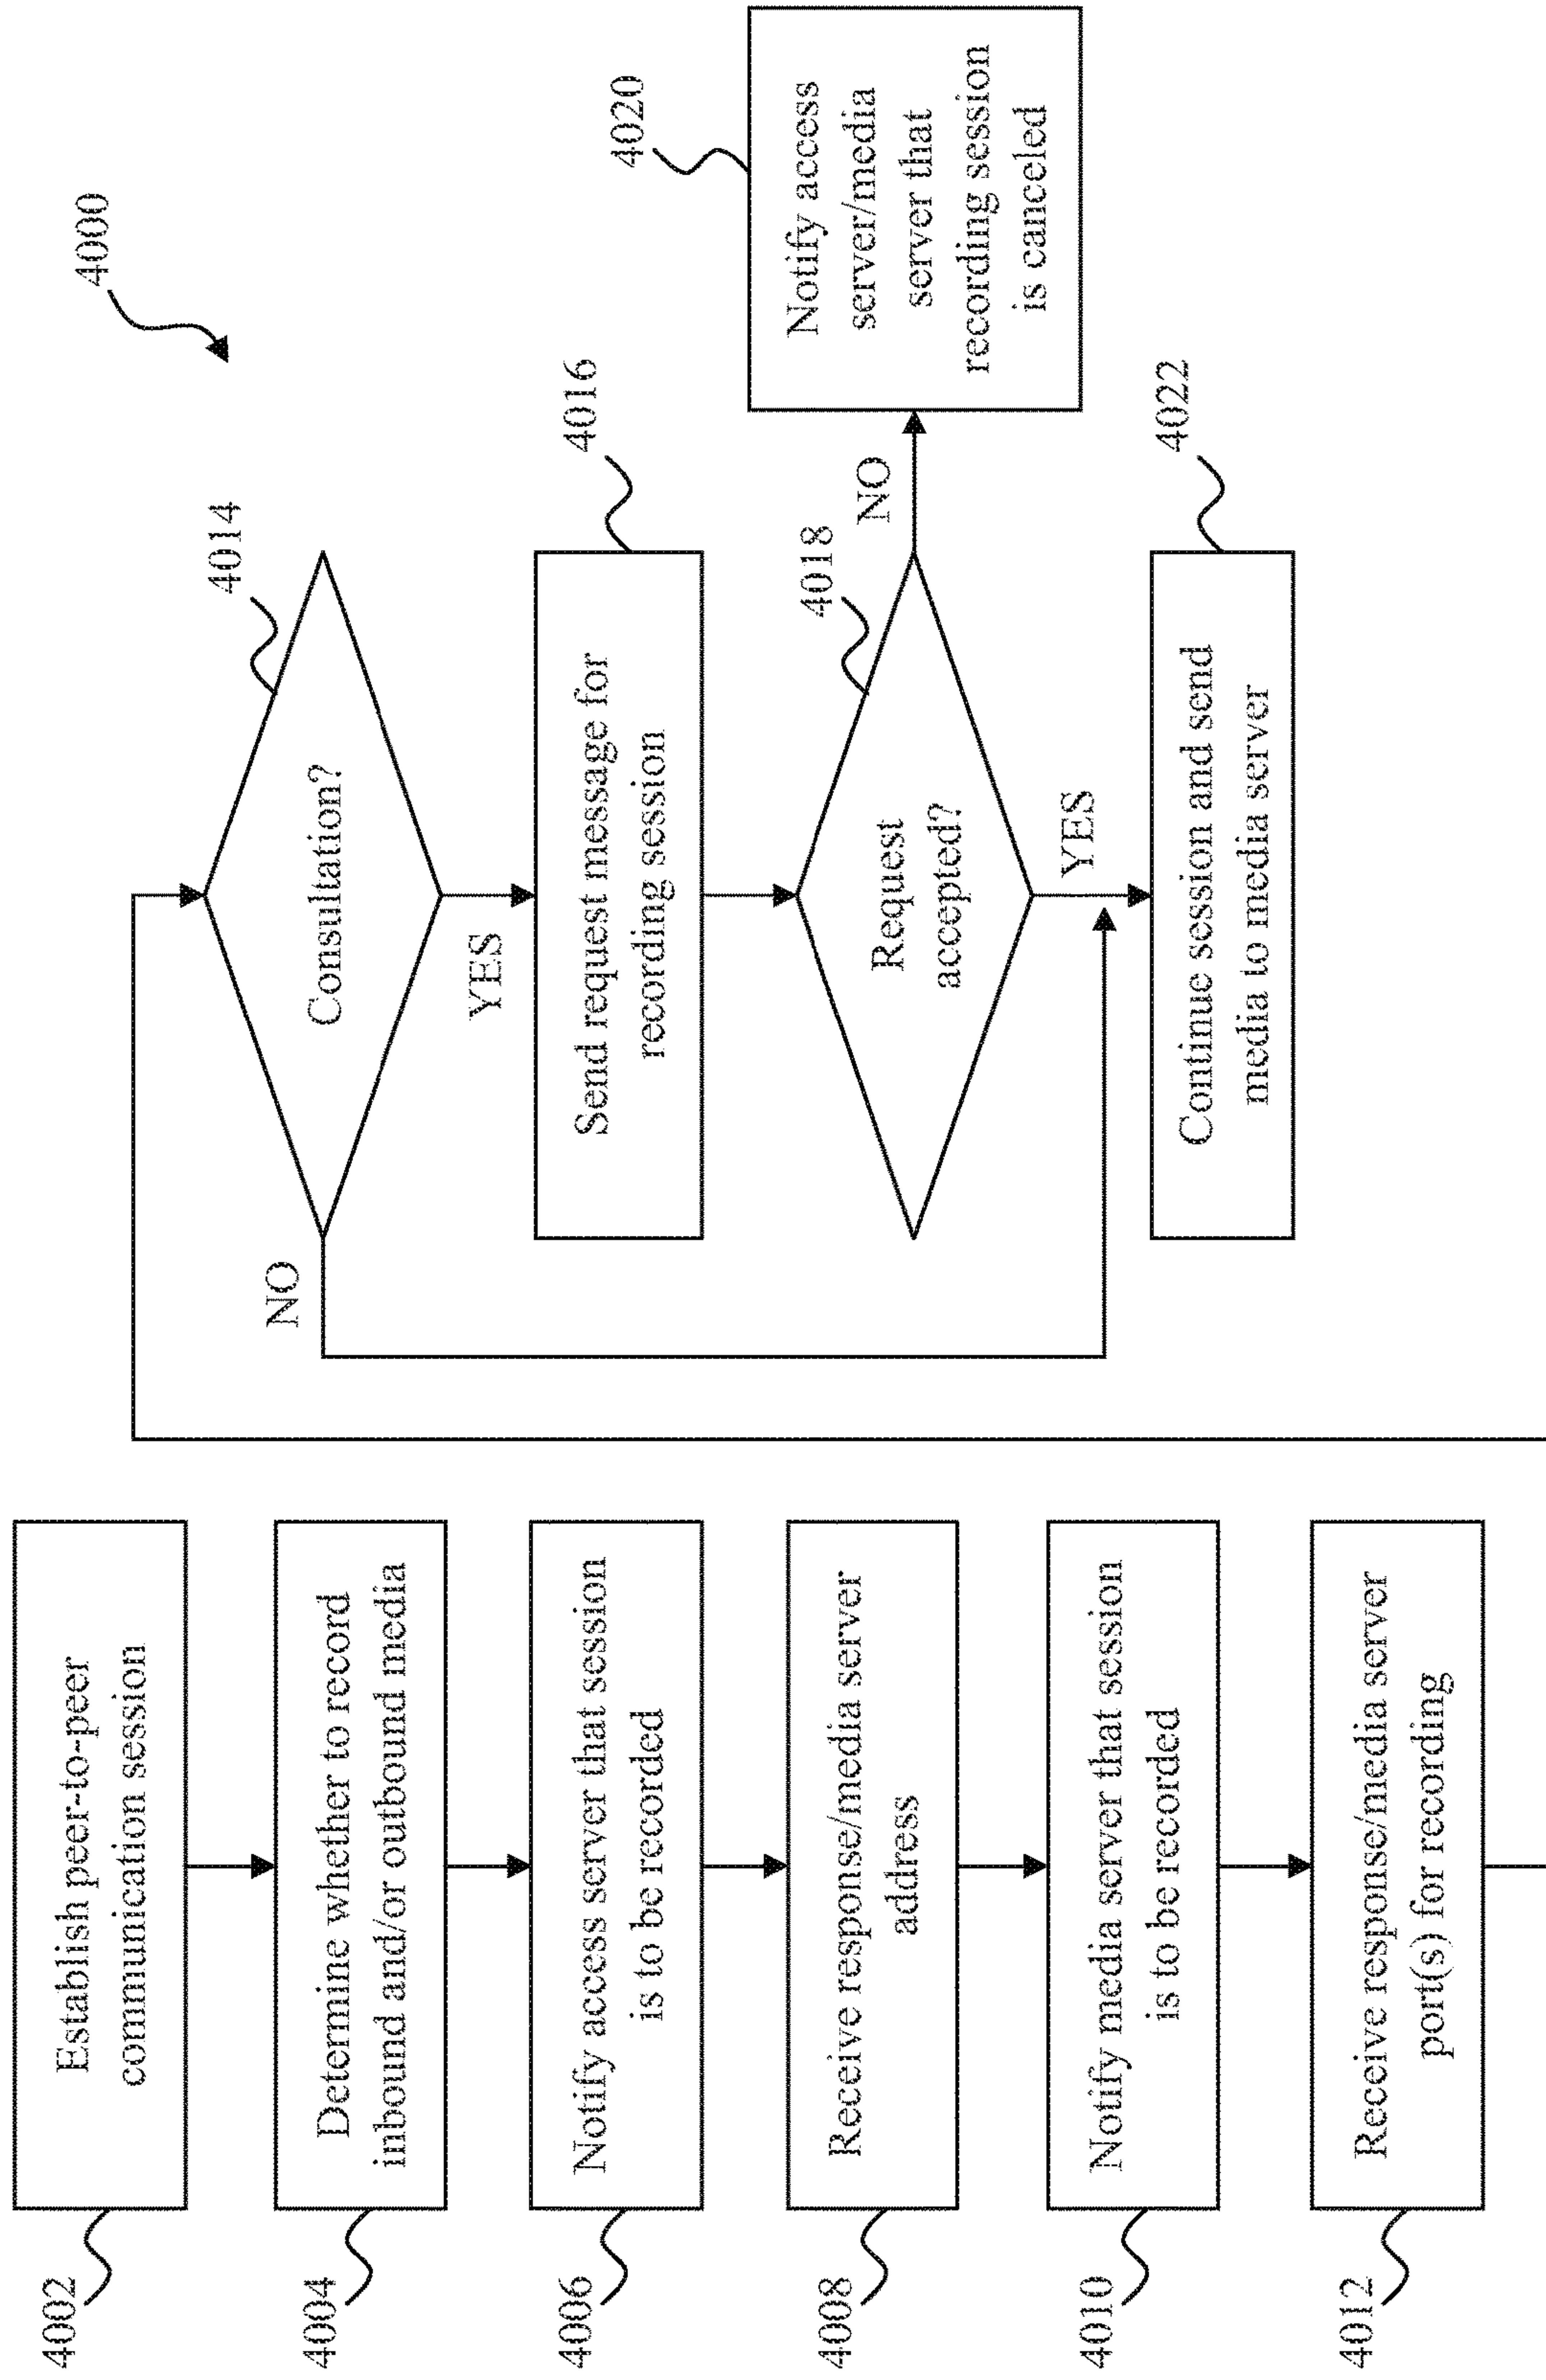 4000
4002
Establish peer-to-peer
communication session
4004
Determine whether to record
inbound and/or outbound media
4006
Notify access server that session
is to be recorded
4008
Receive response/media server
address
4010
Notify media server that session
is to be recorded
4012
Receive response/media server
port(s) for recording
4014
Consultation?
NO
YES
4016
Send request message for
recording session
4018
Request
accepted?
NO
YES
4020
Notify access
server/media
server that
recording session
is canceled
4022
Continue session and send
media to media server